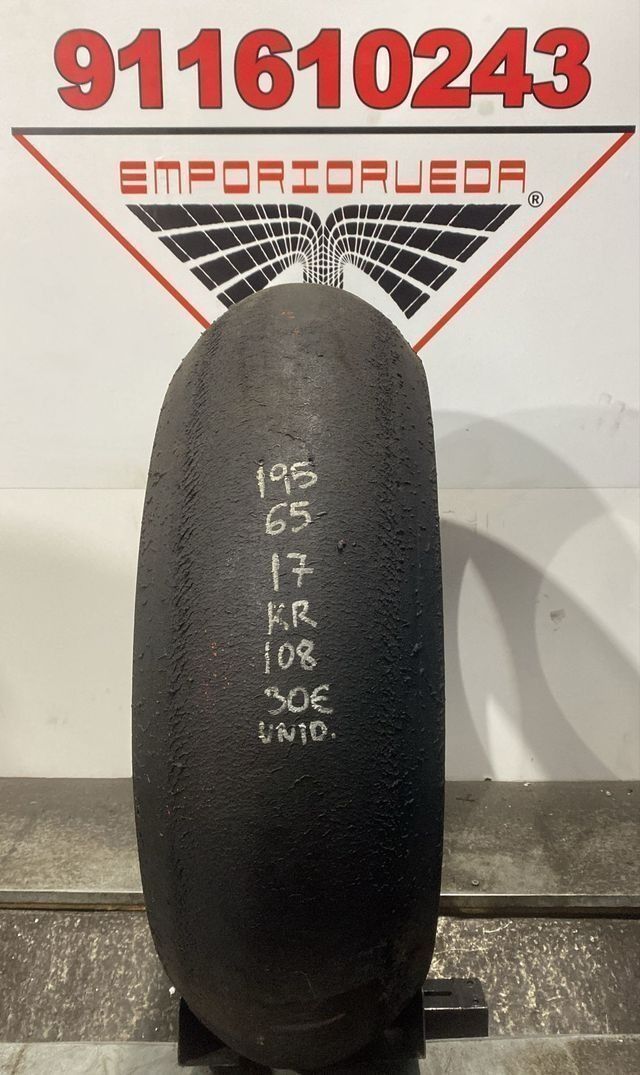 911610243
EMPORIORUEDA®
195
65
17
KR
108
30€
UNID.